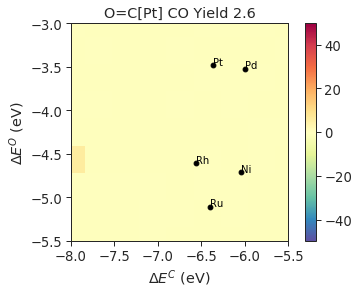 O=C[Pt] CO Yield 2.6
−3.0
−3.5
−4.0
−4.5
−5.0
−5.5
ΔE^O (eV)
Pt
Pd
Rh
Ni
Ru
−8.0 −7.5 −7.0 −6.5 −6.0 −5.5
ΔE^C (eV)
40
20
0
−20
−40